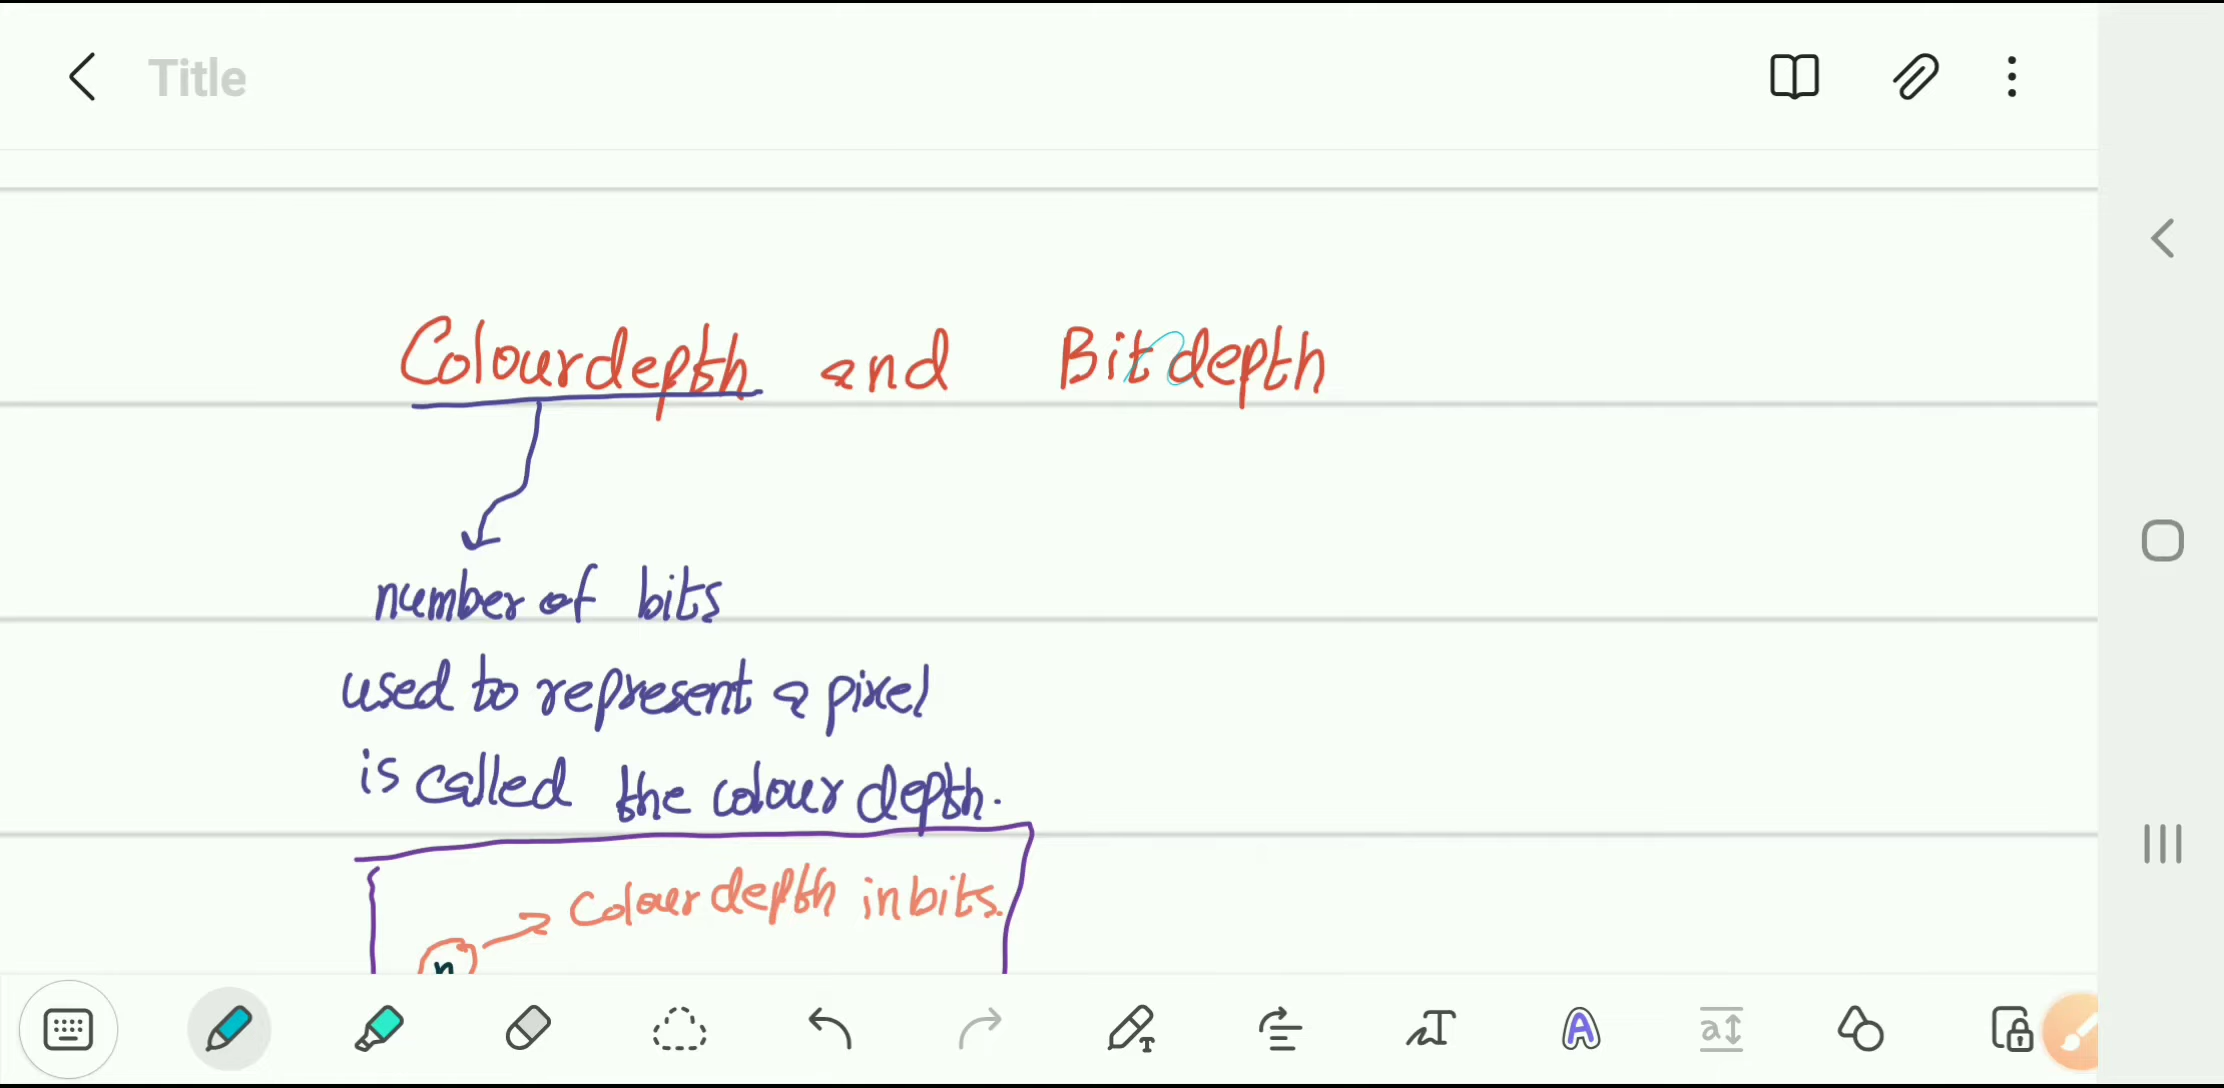 Title
Colourdepth and Bitdepth
number of bits
used to represent a pixel
is called the colour depth.
colour depth in bits.
n